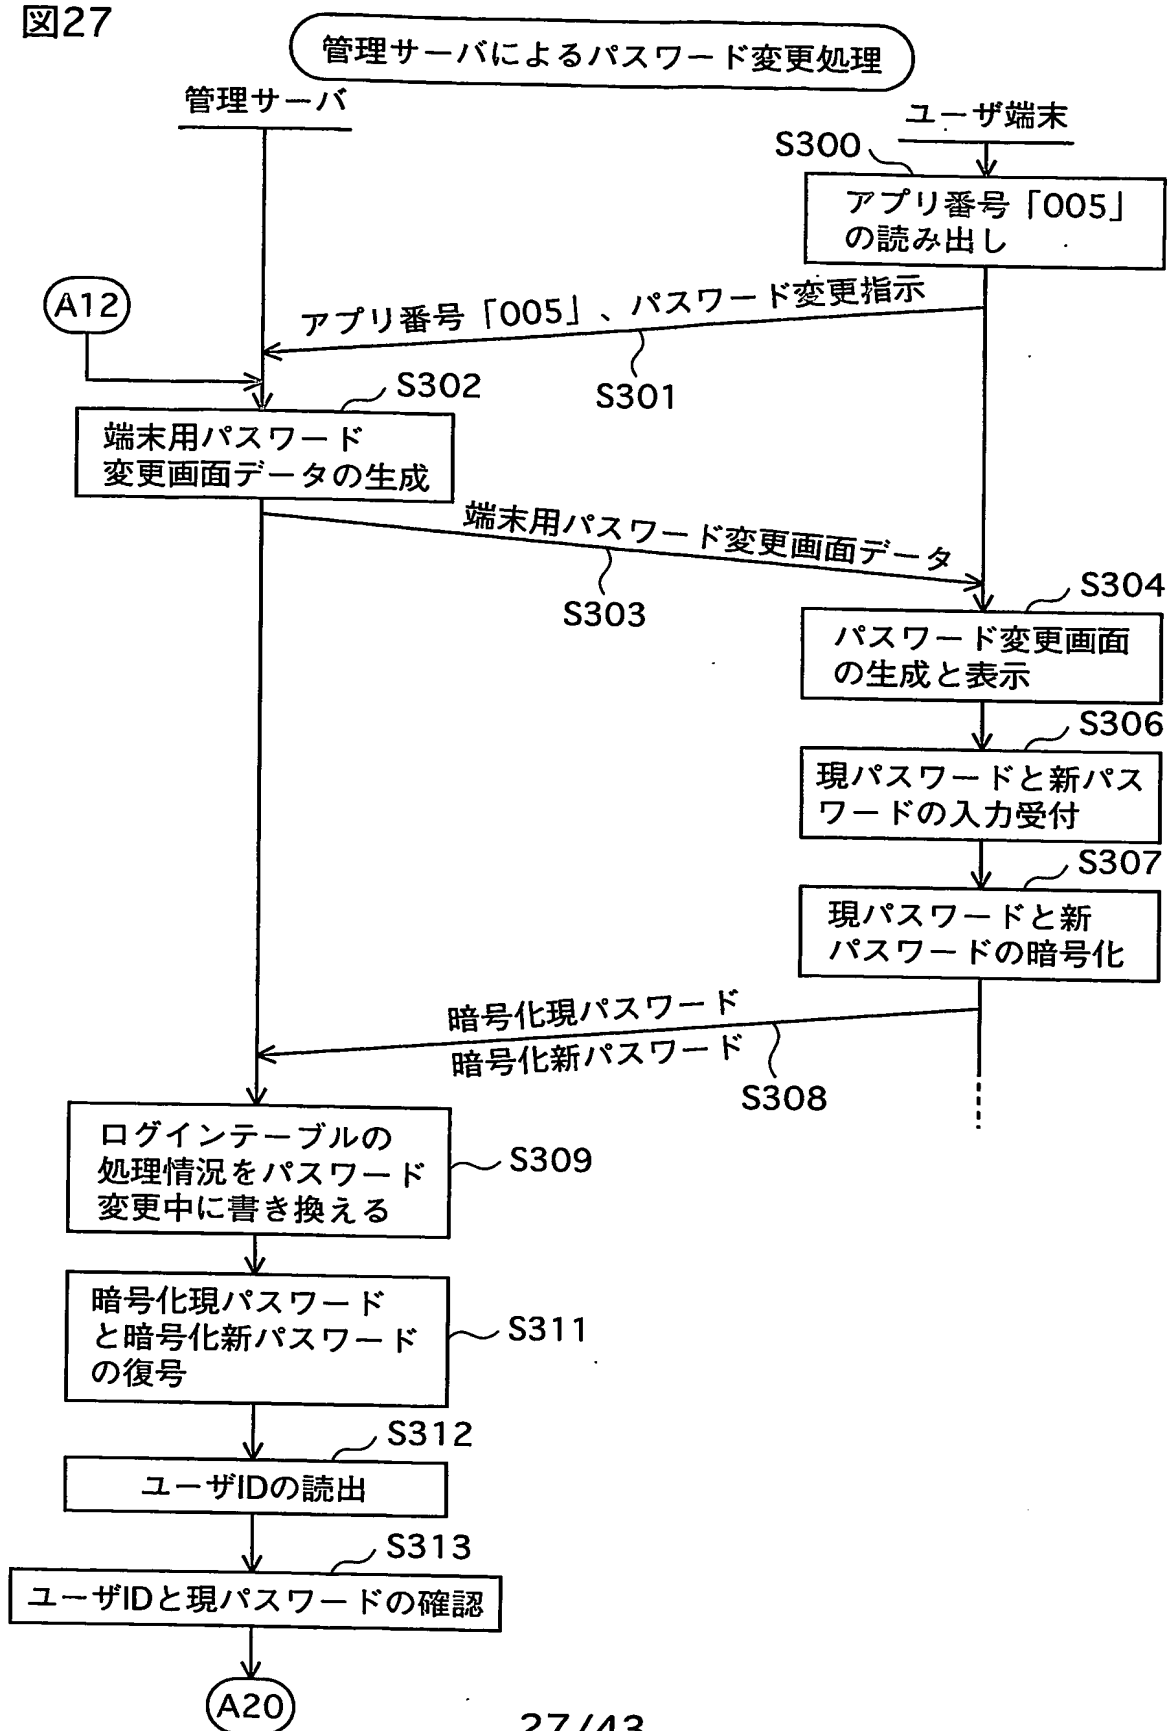 図27
管理サーバによるパスワード変更処理
管理サーバ
ユーザ端末
S300
アプリ番号「005」
の読み出し
A12
アプリ番号「005」、パスワード変更指示
S301
S302
端末用パスワード
変更画面データの生成
端末用パスワード変更画面データ
S303
S304
パスワード変更画面
の生成と表示
S306
現パスワードと新パス
ワードの入力受付
S307
現パスワードと新
パスワードの暗号化
暗号化現パスワード
暗号化新パスワード
S308
ログインテーブルの
処理情況をパスワード
変更中に書き換える
S309
暗号化現パスワード
と暗号化新パスワード
の復号
S311
S312
ユーザIDの読出
S313
ユーザIDと現パスワードの確認
A20
27/43